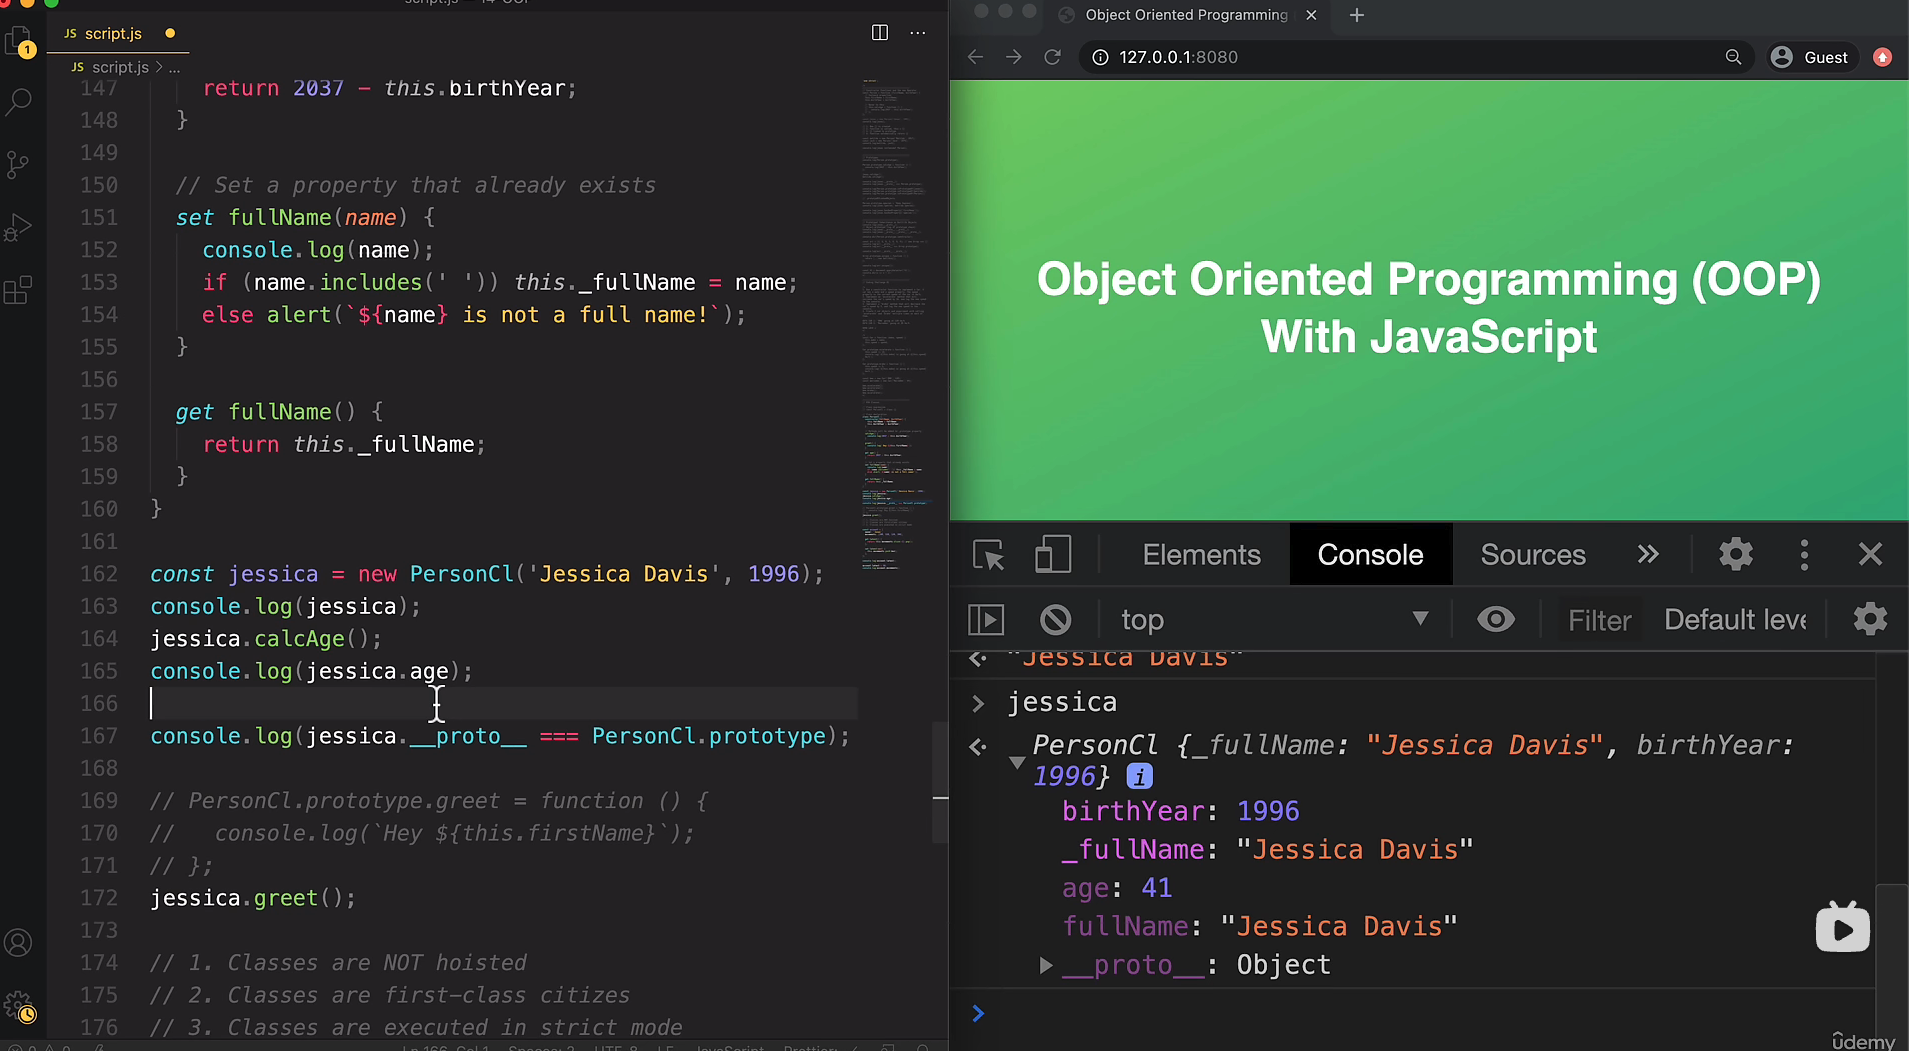 JS script.js
JS script.js > ...
147 return 2037 - this.birthYear;
148 }
149
150 // Set a property that already exists
151 set fullName(name) {
152 console.log(name);
153 if (name.includes(' ')) this._fullName = name;
154 else alert(`${name} is not a full name!`);
155 }
156
157 get fullName() {
158 return this._fullName;
159 }
160 }
161
162 const jessica = new PersonCl('Jessica Davis', 1996);
163 console.log(jessica);
164 jessica.calcAge();
165 console.log(jessica.age);
166
167 console.log(jessica.__proto__ === PersonCl.prototype);
168
169 // PersonCl.prototype.greet = function () {
170 //   console.log(`Hey ${this.firstName}`);
171 // };
172 jessica.greet();
173
174 // 1. Classes are NOT hoisted
175 // 2. Classes are first-class citizes
176 // 3. Classes are executed in strict mode
1
Object Oriented Programming
127.0.0.1:8080
Guest
Object Oriented Programming (OOP)
With JavaScript
Elements Console Sources
top Filter Default leve
"Jessica Davis"
jessica
PersonCl {_fullName: "Jessica Davis", birthYear:
1996} i
birthYear: 1996
_fullName: "Jessica Davis"
age: 41
fullName: "Jessica Davis"
__proto__: Object
udemy